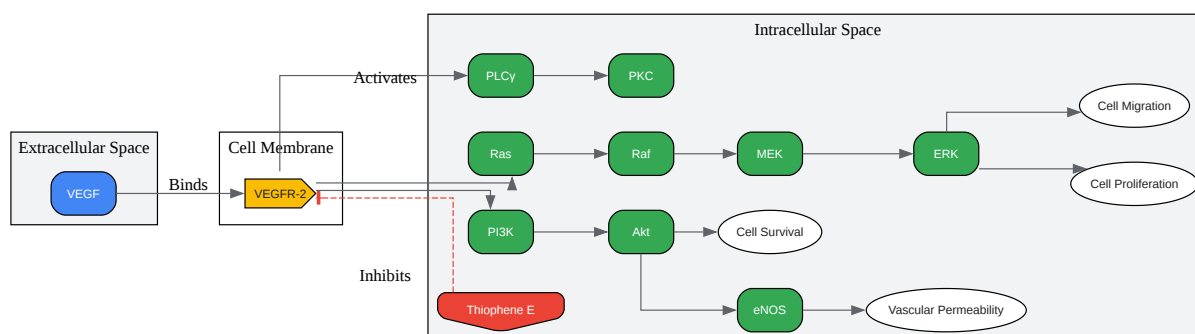 Intracellular Space
Activates
PLCγ
PKC
Cell Migration
Extracellular Space
Cell Membrane
Ras
Raf
MEK
ERK
VEGF
Binds
VEGFR-2
Cell Proliferation
PI3K
Akt
Cell Survival
Inhibits
Thiophene E
eNOS
Vascular Permeability